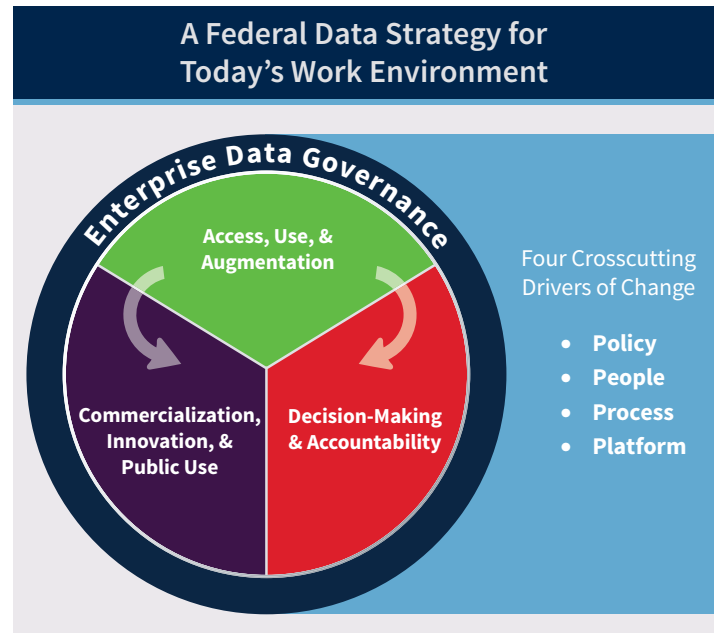 A Federal Data Strategy for
Today's Work Environment
Enterprise Data Governance
Access, Use, &
Augmentation
Commercialization,
Innovation, &
Public Use
Decision-Making
& Accountability
Four Crosscutting
Drivers of Change
• Policy
• People
• Process
• Platform